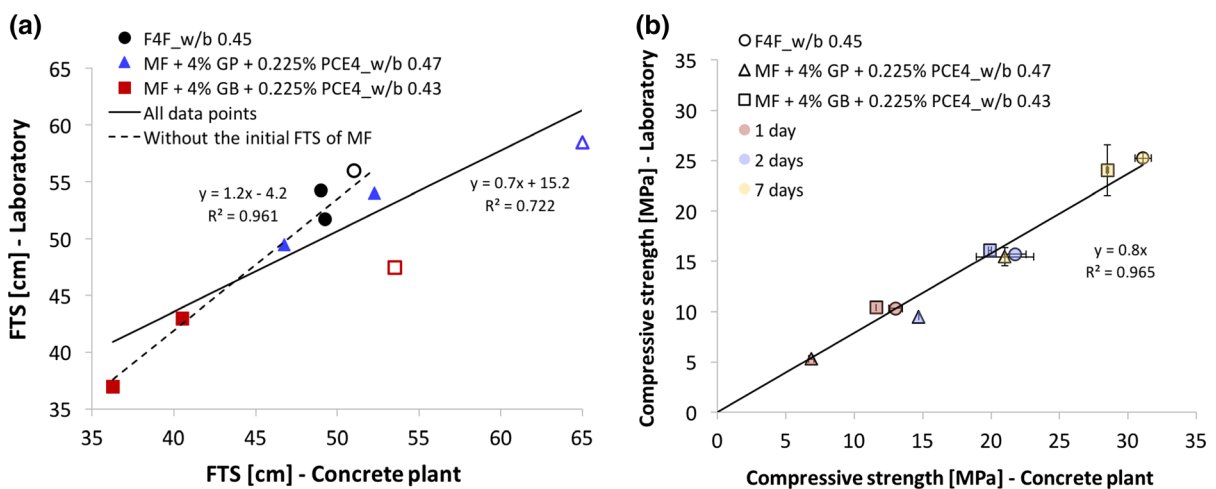 (a)
F4F_w/b 0.45
MF + 4% GP + 0.225% PCE4_w/b 0.47
MF + 4% GB + 0.225% PCE4_w/b 0.43
All data points
Without the initial FTS of MF
FTS [cm] - Laboratory
65
60
55
50
45
40
35
y = 1.2x - 4.2
R² = 0.961
y = 0.7x + 15.2
R² = 0.722
35 40 45 50 55 60 65
FTS [cm] - Concrete plant
(b)
F4F_w/b 0.45
MF + 4% GP + 0.225% PCE4_w/b 0.47
MF + 4% GB + 0.225% PCE4_w/b 0.43
1 day
2 days
7 days
Compressive strength [MPa] - Laboratory
35
30
25
20
15
10
5
0
y = 0.8x
R² = 0.965
0 5 10 15 20 25 30 35
Compressive strength [MPa] - Concrete plant